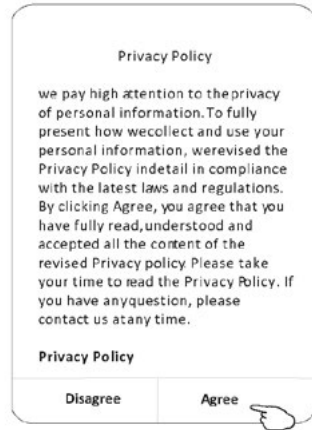 Privacy Policy
we pay high attention to theprivacy
of personal information. To fully
present how wecollect and use your
personal information, werevised the
Privacy Policy indetail in compliance
with the latest laws and regulations.
By clicking Agree, you agree that you
have fully read, understood and
accepted all the content of the
revised Privacy policy. Please take
your time to read the Privacy Policy. If
you have anyquestion, please
contact us atany time.
Privacy Policy
Disagree
Agree